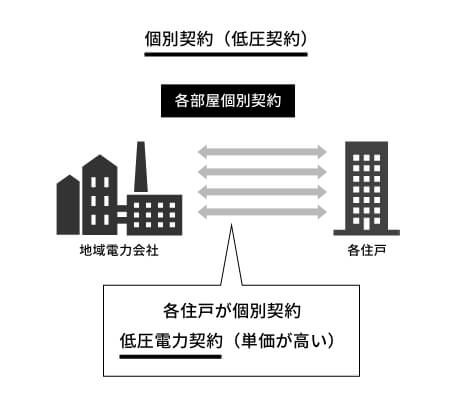 個別契約（低圧契約）
各部屋個別契約
地域電力会社
各住戸
各住戸が個別契約
低圧電力契約（単価が高い）